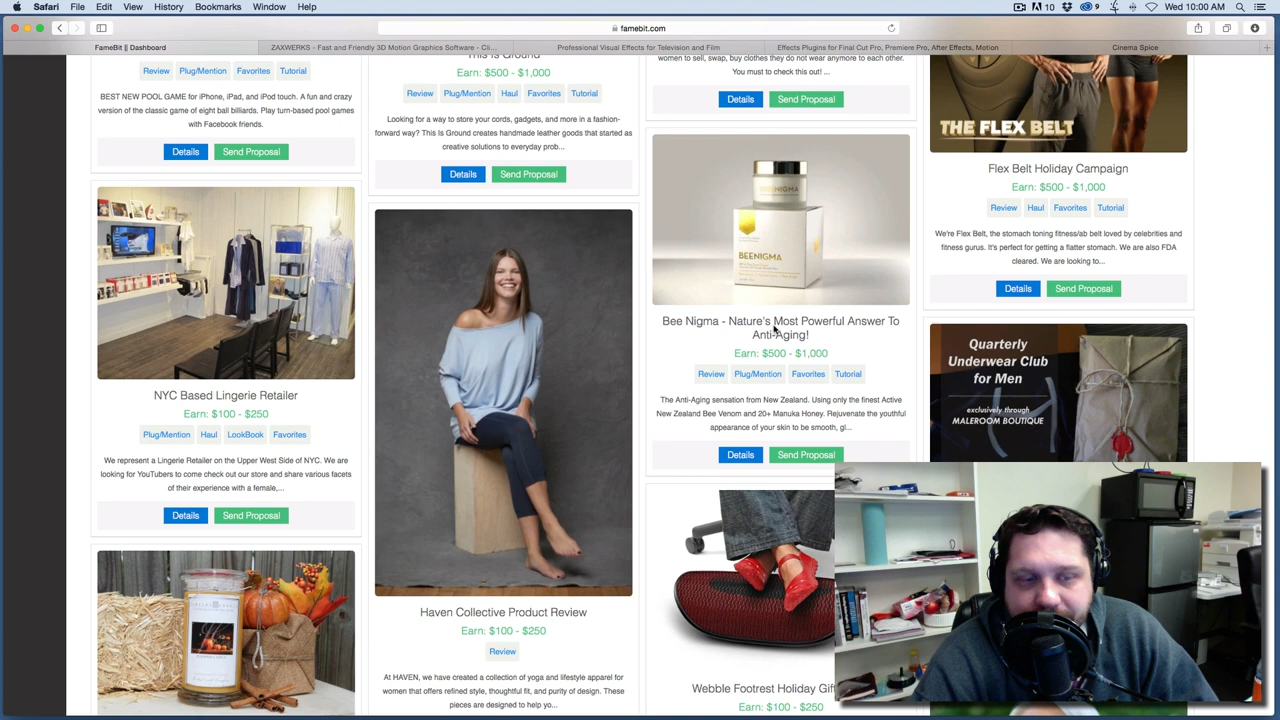 Safari File Edit View History Bookmarks Window Help
10
9
Wed 10:00 AM
famebit.com
FameBit || Dashboard
ZAXWERKS - Fast and Friendly 3D Motion Graphics Software - Cli...
Professional Visual Effects for Television and Film
Effects Plugins for Final Cut Pro, Premiere Pro, After Effects, Motion
Cinema Spice
Review Plug/Mention Favorites Tutorial
BEST NEW POOL GAME for iPhone, iPad, and iPod touch. A fun and crazy
version of the classic game of eight ball billiards. Play turn-based pool games
with Facebook friends.
Details Send Proposal
NYC Based Lingerie Retailer
Earn: $100 - $250
Plug/Mention Haul LookBook Favorites
We represent a Lingerie Retailer on the Upper West Side of NYC. We are
looking for YouTubers to come check out our store and share various facets
of their experience with a female,...
Details Send Proposal
This Is Ground
Earn: $500 - $1,000
Review Plug/Mention Haul Favorites Tutorial
Looking for a way to store your cords, gadgets, and more in a fashion-
forward way? This Is Ground creates handmade leather goods that started as
creative solutions to everyday prob...
Details Send Proposal
Haven Collective Product Review
Earn: $100 - $250
Review
At HAVEN, we have created a collection of yoga and lifestyle apparel for
women that offers refined style, thoughtful fit, and purity of design. These
pieces are designed to help yo...
women to sell, swap, buy clothes they do not wear anymore to each other.
You must to check this out! ...
Details Send Proposal
BEENIGMA
BEENIGMA
Bee Nigma - Nature's Most Powerful Answer To
Anti-Aging!
Earn: $500 - $1,000
Review Plug/Mention Favorites Tutorial
The Anti-Aging sensation from New Zealand. Using only the finest Active
New Zealand Bee Venom and 20+ Manuka Honey. Rejuvenate the youthful
appearance of your skin to be smooth, gl...
Details Send Proposal
Webble Footrest Holiday Gif
Earn: $100 - $250
THE FLEX BELT
Flex Belt Holiday Campaign
Earn: $500 - $1,000
Review Haul Favorites Tutorial
We're Flex Belt, the stomach toning fitness/ab belt loved by celebrities and
fitness gurus. It's perfect for getting a flatter stomach. We are also FDA
cleared. We are looking to...
Details Send Proposal
Quarterly
Underwear Club
for Men
exclusively through
MALEROOM BOUTIQUE